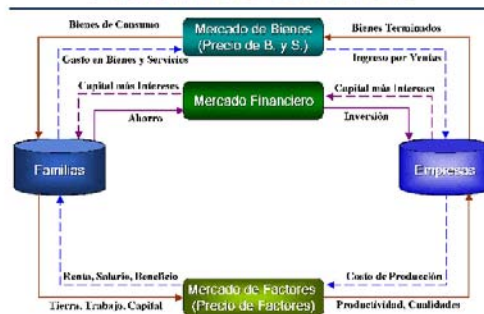 Bienes de Consumo
Mercado de Bienes
(Precio de B. y S.)
Bienes Terminados
Gasto en Bienes y Servicios
Ingreso por Ventas
Capital más Intereses
Mercado Financiero
Capital más Intereses
Ahorro
Inversión
Familias
Empresas
Renta, Salario, Beneficio
Mercado de Factores
(Precio de Factores)
Costo de Producción
Tierra, Trabajo, Capital
Productividad, Cualidades